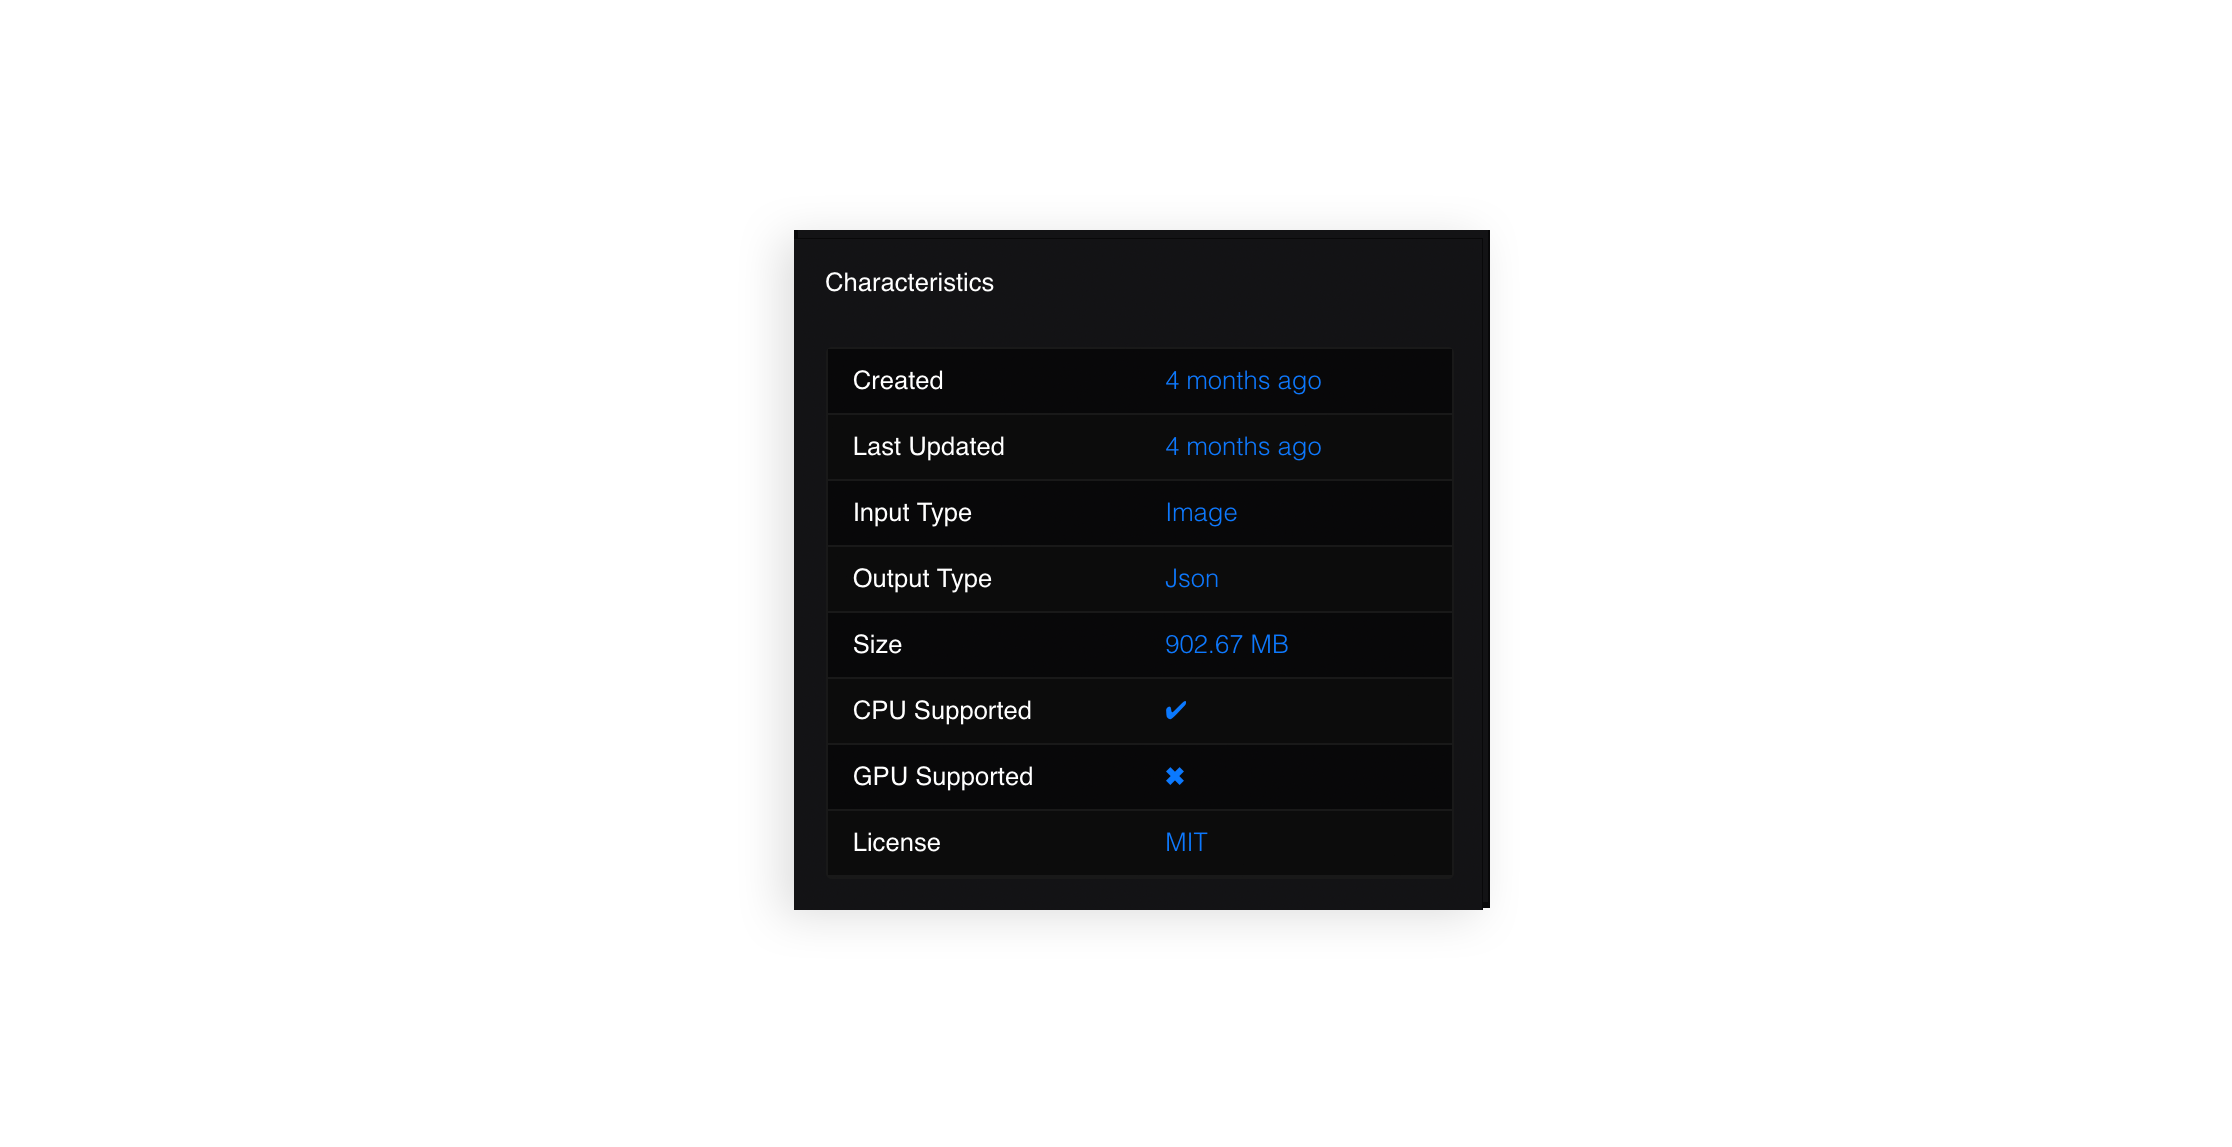 Characteristics
Created 4 months ago
Last Updated 4 months ago
Input Type Image
Output Type Json
Size 902.67 MB
CPU Supported ✔
GPU Supported ✖
License MIT